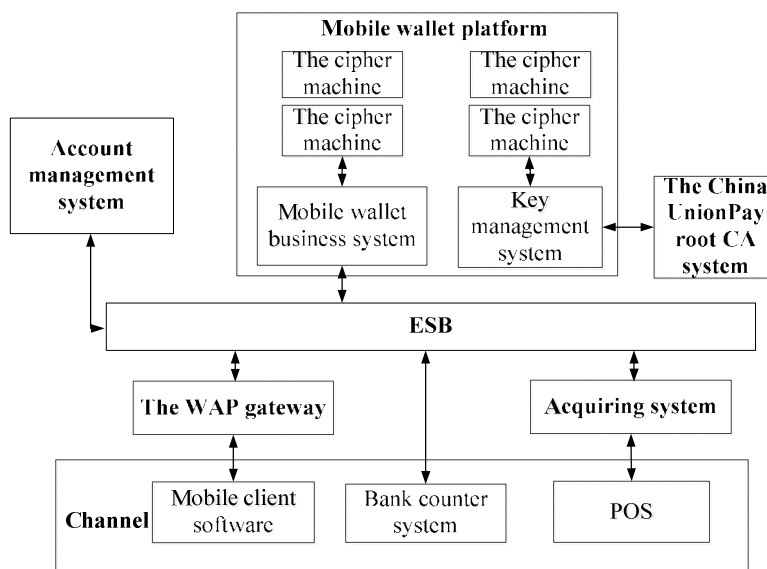 Mobile wallet platform
The cipher
machine
The cipher
machine
The cipher
machine
The cipher
machine
Account
management
system
Mobile wallet
business system
Key
management
system
The China
UnionPay
root CA
system
ESB
The WAP gateway
Acquiring system
Channel
Mobile client
software
Bank counter
system
POS